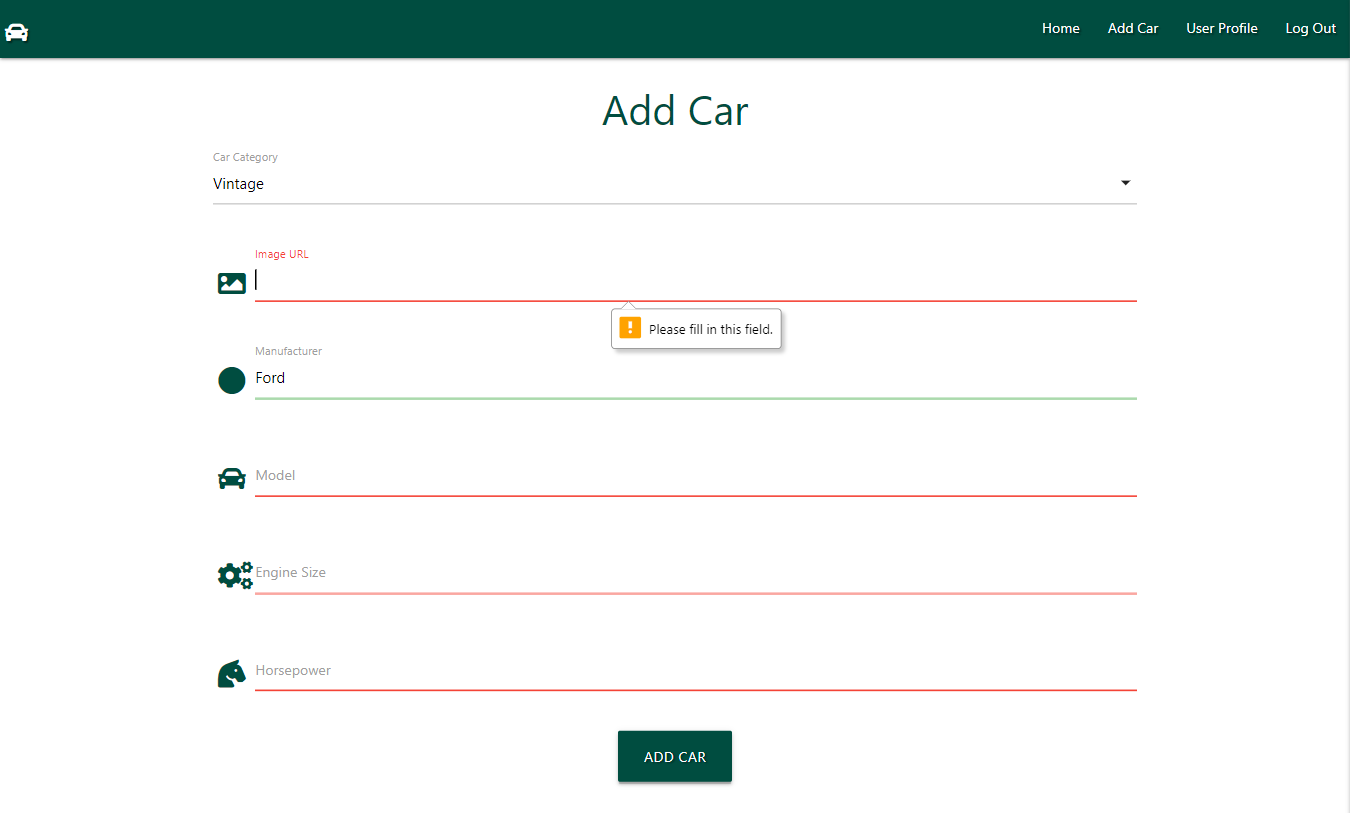 Home Add Car User Profile Log Out
Add Car
Car Category
Vintage
Image URL
Please fill in this field.
Manufacturer
Ford
Model
Engine Size
Horsepower
ADD CAR